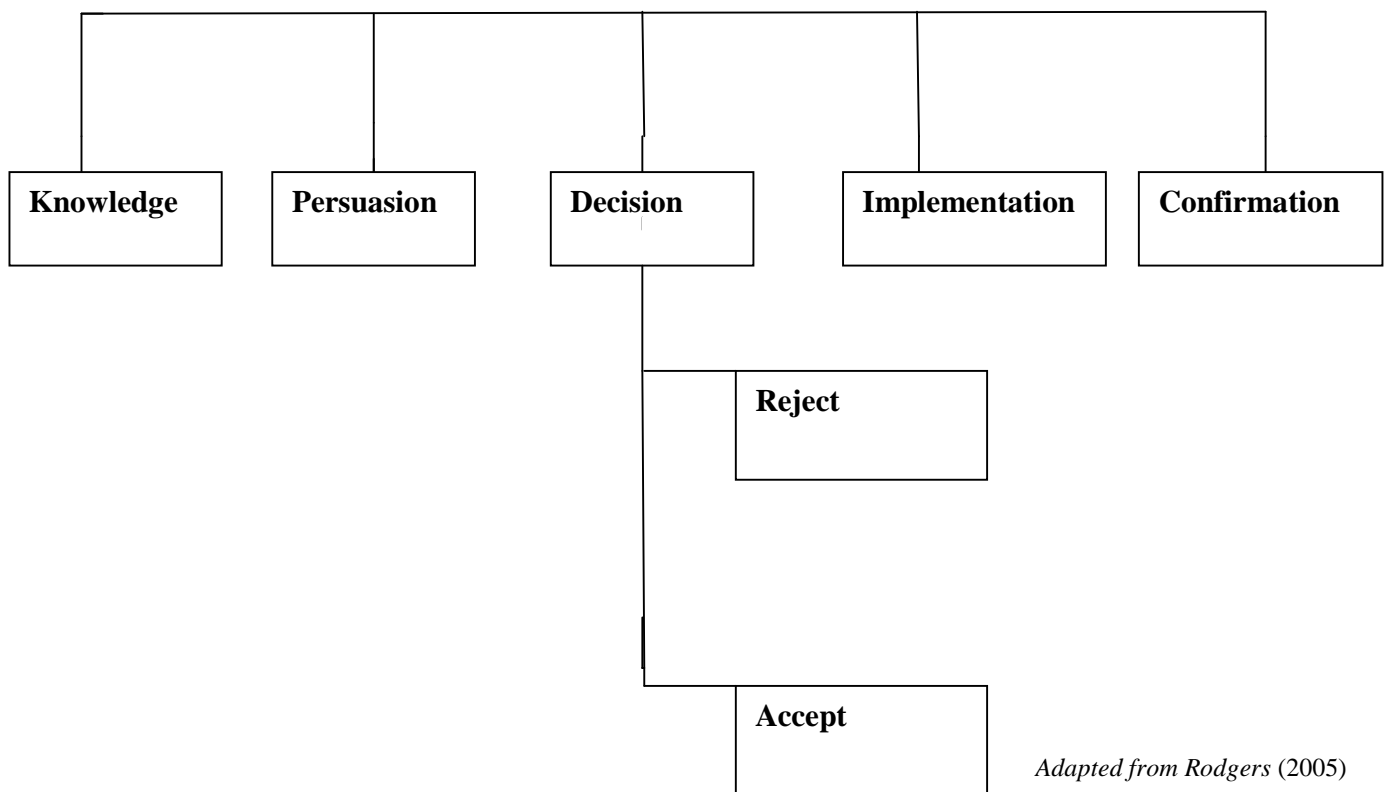 Knowledge Persuasion Decision Implementation Confirmation
Reject
Accept
Adapted from Rodgers (2005)